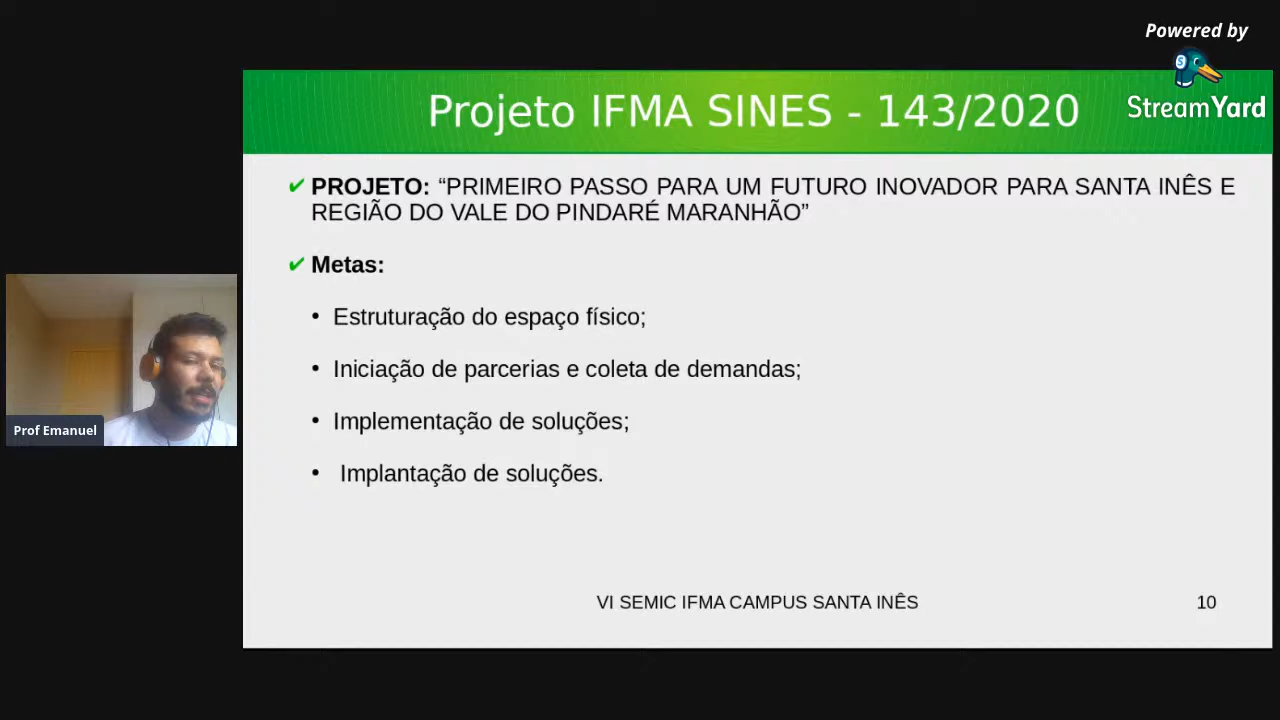 Powered by
StreamYard
Projeto IFMA SINES - 143/2020
✔ PROJETO: “PRIMEIRO PASSO PARA UM FUTURO INOVADOR PARA SANTA INÊS E
REGIÃO DO VALE DO PINDARÉ MARANHÃO”
✔ Metas:
• Estruturação do espaço físico;
• Iniciação de parcerias e coleta de demandas;
• Implementação de soluções;
• Implantação de soluções.
Prof Emanuel
VI SEMIC IFMA CAMPUS SANTA INÊS
10